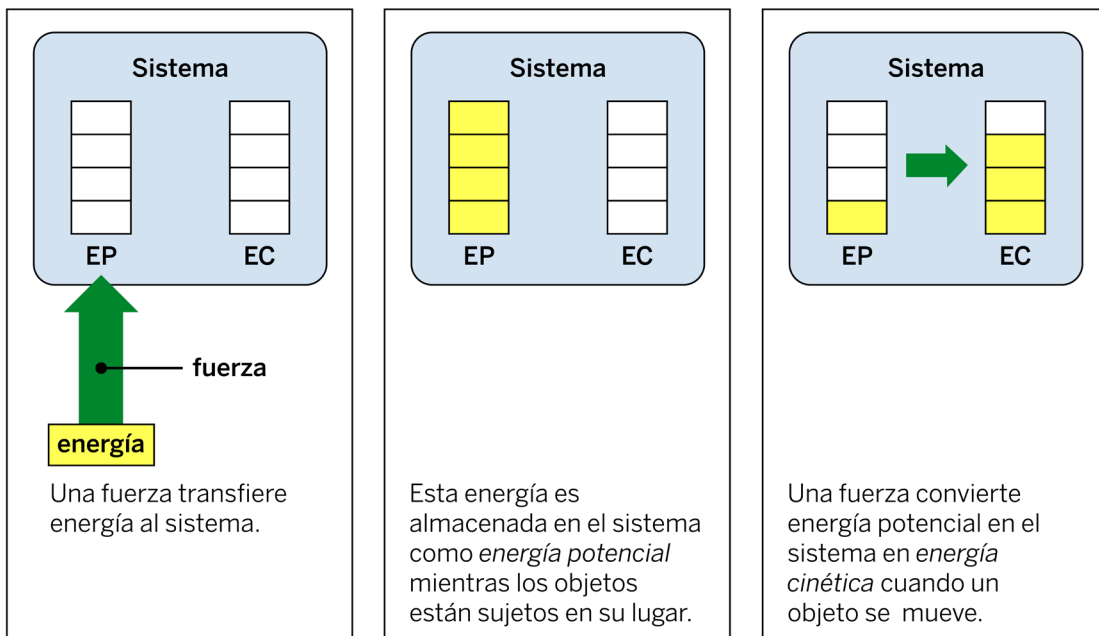 Sistema
EP
EC
fuerza
energía
Una fuerza transfiere
energía al sistema.
Sistema
EP
EC
Esta energía es
almacenada en el sistema
como energía potencial
mientras los objetos
están sujetos en su lugar.
Sistema
EP
EC
Una fuerza convierte
energía potencial en el
sistema en energía
cinética cuando un
objeto se mueve.